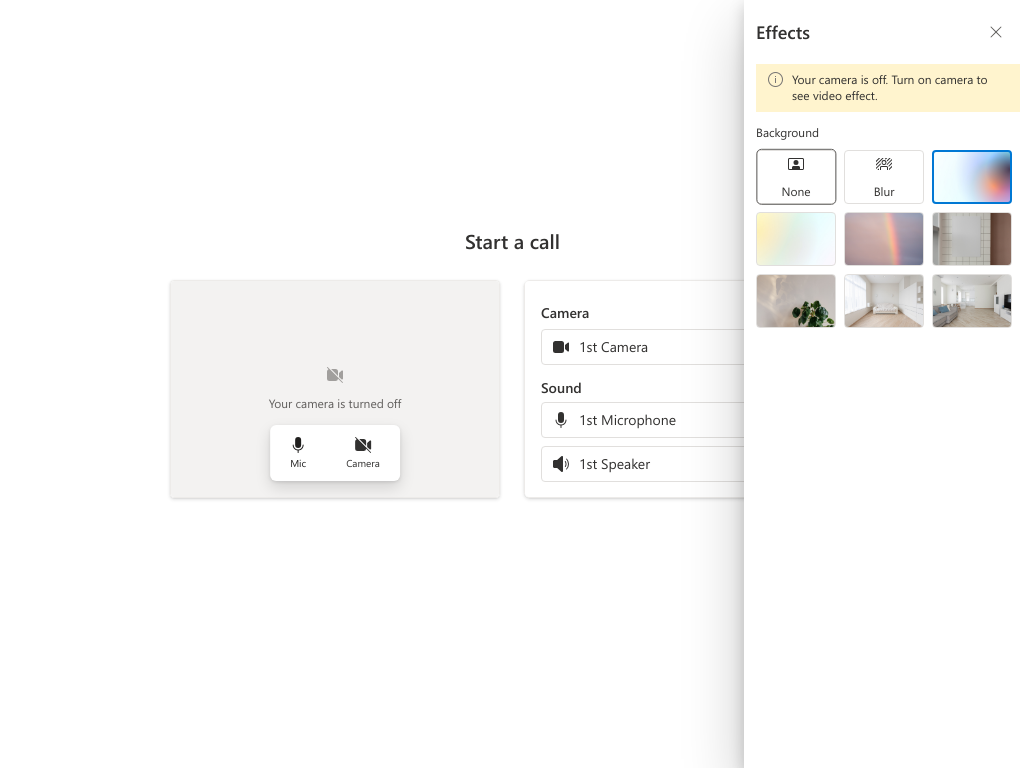 Effects
Your camera is off. Turn on camera to
see video effect.
Background
None
Blur
Start a call
Your camera is turned off
Mic
Camera
Camera
1st Camera
Sound
1st Microphone
1st Speaker